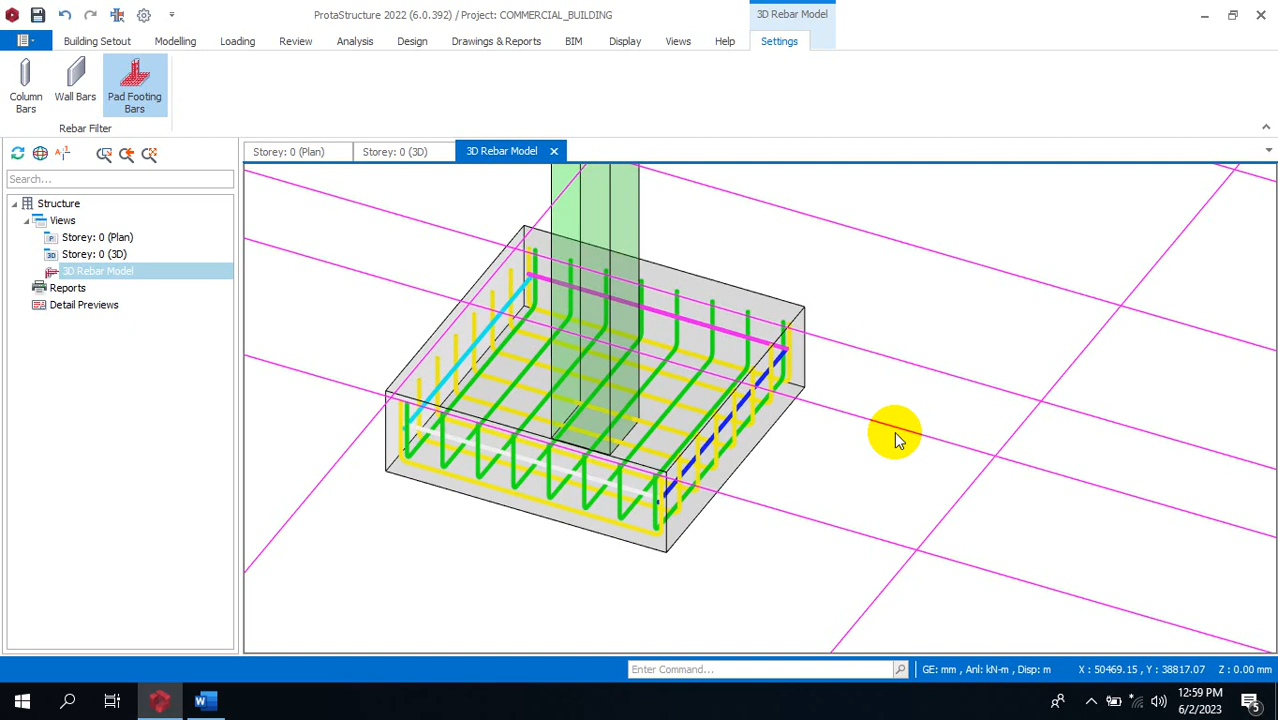 ProtaStructure 2022 (6.0.392) / Project: COMMERCIAL_BUILDING
3D Rebar Model
Building Setout Modelling Loading Review Analysis Design Drawings & Reports BIM Display Views Help Settings
Column Bars
Wall Bars
Pad Footing Bars
Rebar Filter
Storey: 0 (Plan) Storey: 0 (3D) 3D Rebar Model
Search...
Structure
Views
Storey: 0 (Plan)
Storey: 0 (3D)
3D Rebar Model
Reports
Detail Previews
Enter Command...
GE: mm , Anl: kN-m , Disp: m
X : 50469.15 , Y : 38817.07
Z : 0.00 mm
12:59 PM
6/2/2023
5